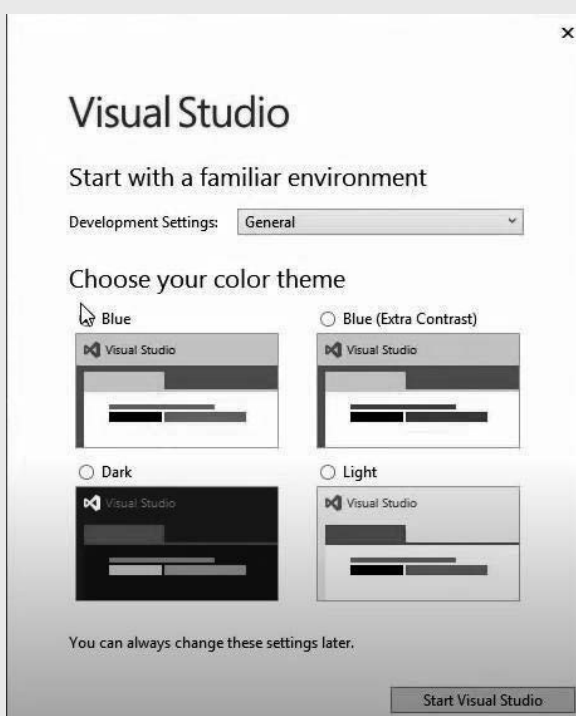 Visual Studio
Start with a familiar environment
Development Settings: General
Choose your color theme
Blue
Blue (Extra Contrast)
Visual Studio
Visual Studio
Dark
Light
Visual Studio
Visual Studio
You can always change these settings later.
Start Visual Studio